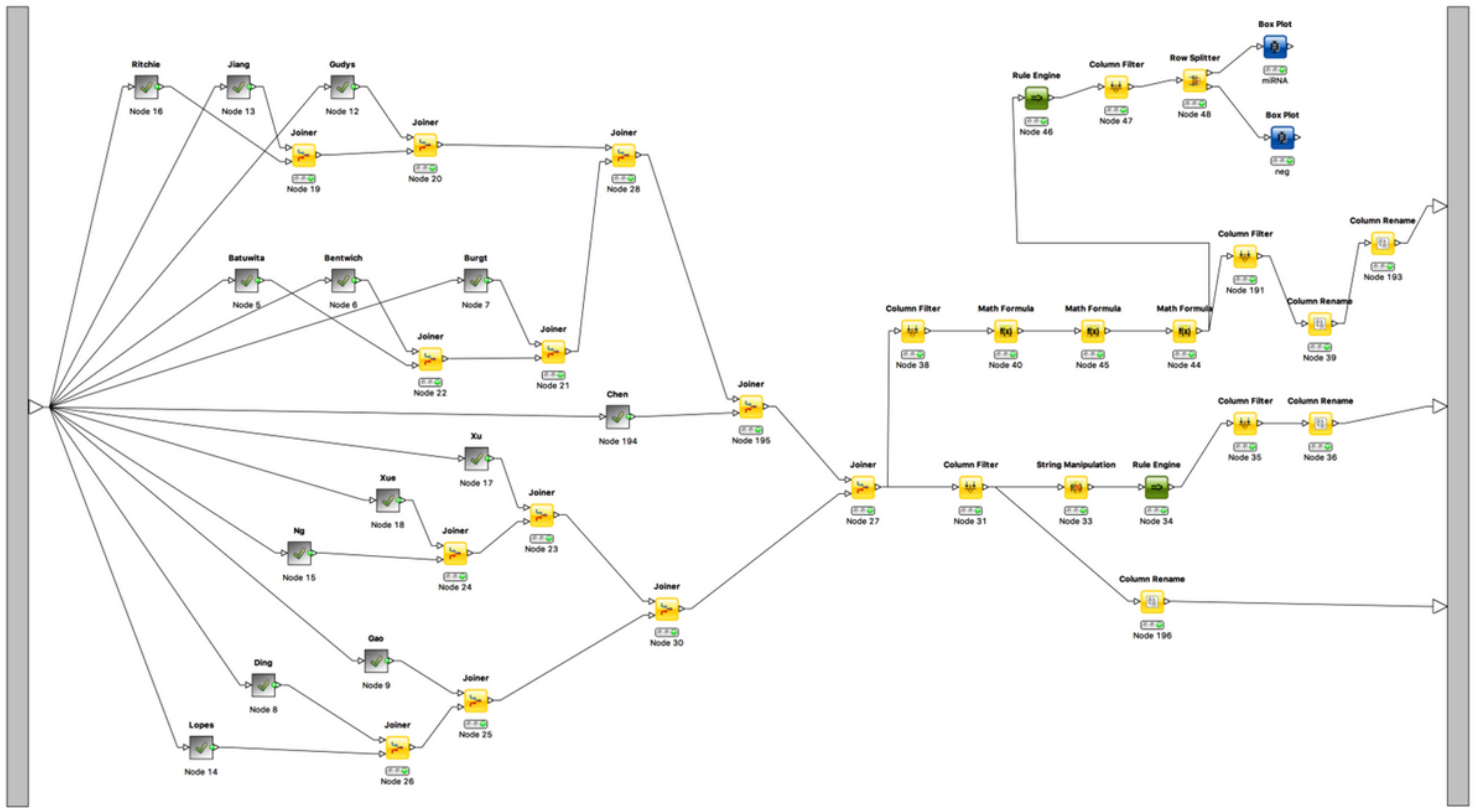 Box Plot
miRNA
Row Splitter
Node 48
Column Filter
Node 47
Rule Engine
Node 46
Box Plot
neg
Ritchie
Node 16
Jiang
Node 13
Gudys
Node 12
Joiner
Node 19
Joiner
Node 20
Joiner
Node 28
Batuwita
Node 5
Bentwich
Node 6
Burgt
Node 7
Joiner
Node 22
Joiner
Node 21
Chen
Node 194
Joiner
Node 195
Xu
Node 17
Xue
Node 18
Ng
Node 15
Joiner
Node 24
Joiner
Node 23
Joiner
Node 30
Gao
Node 9
Ding
Node 8
Lopes
Node 14
Joiner
Node 26
Joiner
Node 25
Joiner
Node 27
Column Filter
Node 38
Math Formula
Node 40
Math Formula
Node 45
Math Formula
Node 44
Column Filter
Node 191
Column Rename
Node 39
Column Rename
Node 193
Column Filter
Node 31
String Manipulation
Node 33
Rule Engine
Node 34
Column Filter
Node 35
Column Rename
Node 36
Column Rename
Node 196